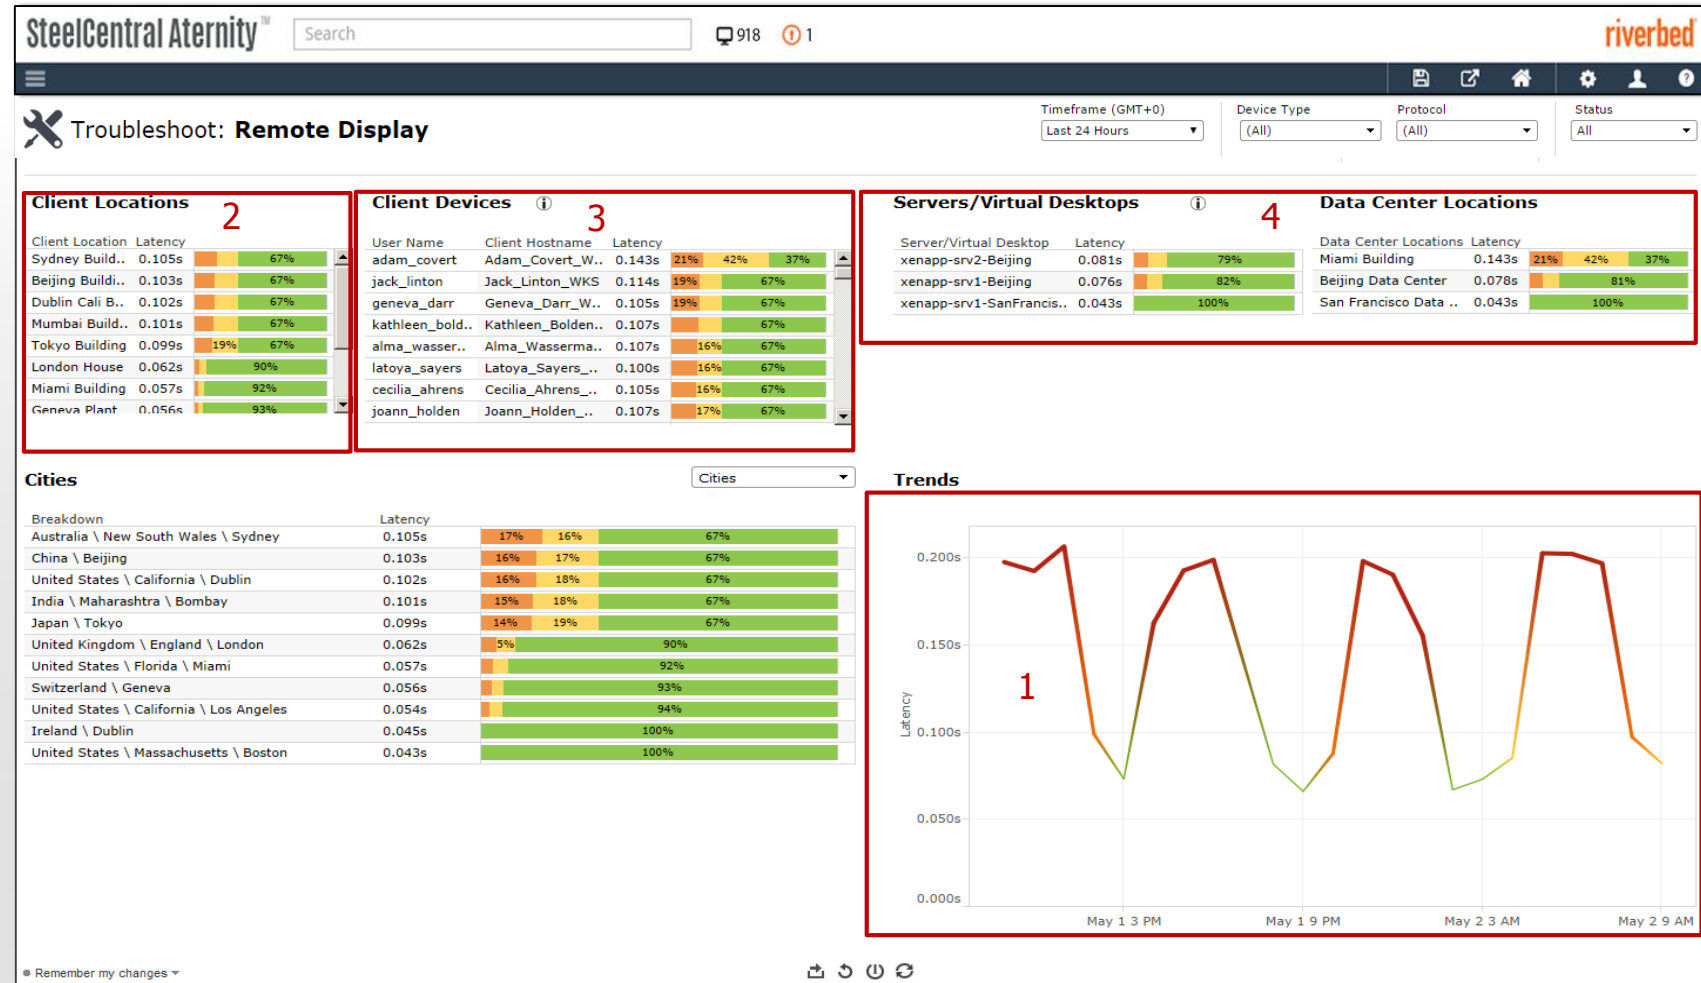 SteelCentral Aternity™
Search
918
1
riverbed
Troubleshoot: Remote Display
Timeframe (GMT+0)
Last 24 Hours
Device Type
(All)
Protocol
(All)
Status
All
Client Locations
2
Client Location Latency
Sydney Build.. 0.105s 67%
Beijing Buildi.. 0.103s 67%
Dublin Cali B.. 0.102s 67%
Mumbai Build.. 0.101s 67%
Tokyo Building 0.099s 19% 67%
London House 0.062s 90%
Miami Building 0.057s 92%
Geneva Plant 0.056s 93%
Client Devices
3
User Name Client Hostname Latency
adam_covert Adam_Covert_W.. 0.143s 21% 42% 37%
jack_linton Jack_Linton_WKS 0.114s 19% 67%
geneva_darr Geneva_Darr_W.. 0.105s 19% 67%
kathleen_bold.. Kathleen_Bolden.. 0.107s 67%
alma_wasser.. Alma_Wasserma.. 0.107s 16% 67%
latoya_sayers Latoya_Sayers_.. 0.100s 16% 67%
cecilia_ahrens Cecilia_Ahrens_.. 0.105s 16% 67%
joann_holden Joann_Holden_.. 0.107s 17% 67%
Servers/Virtual Desktops
4
Server/Virtual Desktop Latency
xenapp-srv2-Beijing 0.081s 79%
xenapp-srv1-Beijing 0.076s 82%
xenapp-srv1-SanFrancis.. 0.043s 100%
Data Center Locations
Data Center Locations Latency
Miami Building 0.143s 21% 42% 37%
Beijing Data Center 0.078s 81%
San Francisco Data .. 0.043s 100%
Cities
Cities
Breakdown Latency
Australia \ New South Wales \ Sydney 0.105s 17% 16% 67%
China \ Beijing 0.103s 16% 17% 67%
United States \ California \ Dublin 0.102s 16% 18% 67%
India \ Maharashtra \ Bombay 0.101s 15% 18% 67%
Japan \ Tokyo 0.099s 14% 19% 67%
United Kingdom \ England \ London 0.062s 5% 90%
United States \ Florida \ Miami 0.057s 92%
Switzerland \ Geneva 0.056s 93%
United States \ California \ Los Angeles 0.054s 94%
Ireland \ Dublin 0.045s 100%
United States \ Massachusetts \ Boston 0.043s 100%
Trends
1
Latency
0.200s
0.150s
0.100s
0.050s
0.000s
May 1 3 PM
May 1 9 PM
May 2 3 AM
May 2 9 AM
Remember my changes